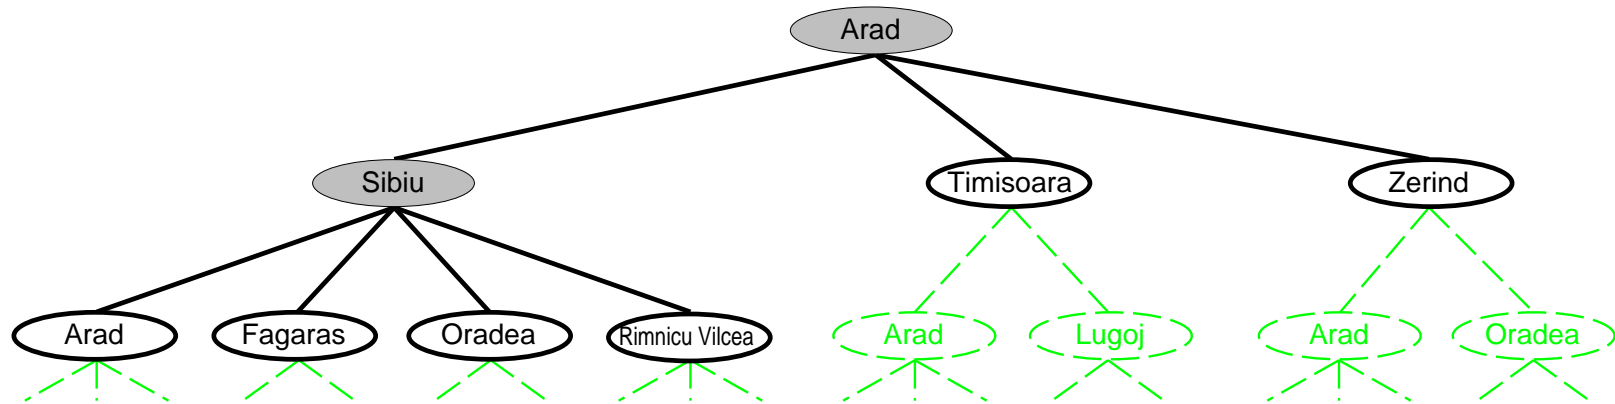 Arad
Sibiu
Timisoara
Zerind
Arad
Fagaras
Oradea
Rimnicu Vilcea
Arad
Lugoj
Arad
Oradea